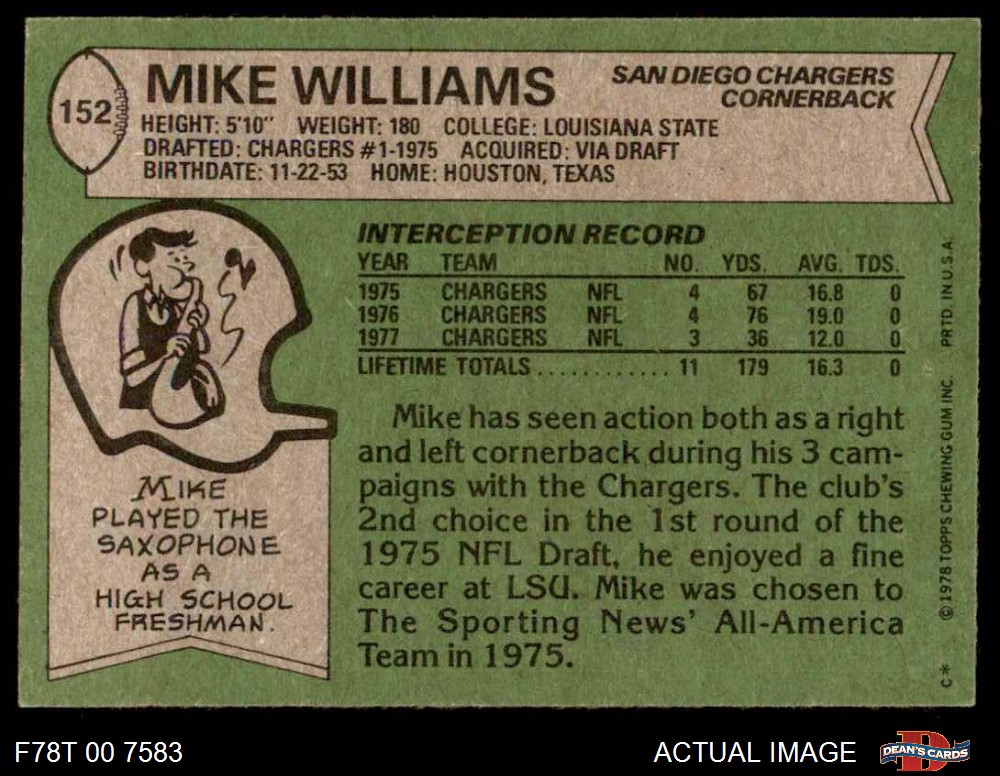 152
MIKE WILLIAMS
SAN DIEGO CHARGERS
CORNERBACK
HEIGHT: 5'10" WEIGHT: 180 COLLEGE: LOUISIANA STATE
DRAFTED: CHARGERS #1-1975 ACQUIRED: VIA DRAFT
BIRTHDATE: 11-22-53 HOME: HOUSTON, TEXAS
INTERCEPTION RECORD
YEAR TEAM NO. YDS. AVG. TDS.
1975 CHARGERS NFL 4 67 16.8 0
1976 CHARGERS NFL 4 76 19.0 0
1977 CHARGERS NFL 3 36 12.0 0
LIFETIME TOTALS............ 11 179 16.3 0
Mike has seen action both as a right
and left cornerback during his 3 cam-
paigns with the Chargers. The club's
2nd choice in the 1st round of the
1975 NFL Draft, he enjoyed a fine
career at LSU. Mike was chosen to
The Sporting News' All-America
Team in 1975.
MIKE
PLAYED THE
SAXOPHONE
AS A
HIGH SCHOOL
FRESHMAN.
C* © 1978 TOPPS CHEWING GUM INC. PRTD. IN U.S.A.
F78T 00 7583
ACTUAL IMAGE
D
DEAN'S CARDS